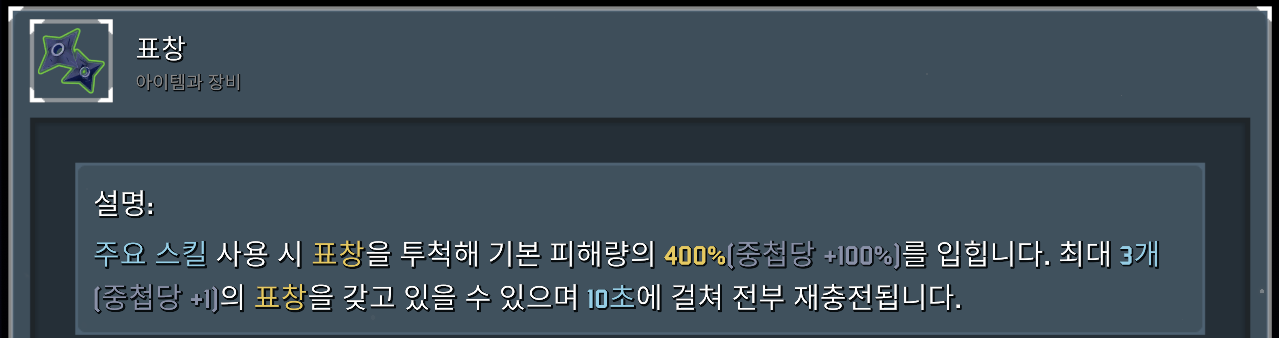 표창
아이템과 장비
설명:
주요 스킬 사용 시 표창을 투척해 기본 피해량의 400%(중첩당 +100%)를 입힙니다. 최대 3개
(중첩당 +1)의 표창을 갖고 있을 수 있으며 10초에 걸쳐 전부 재충전됩니다.